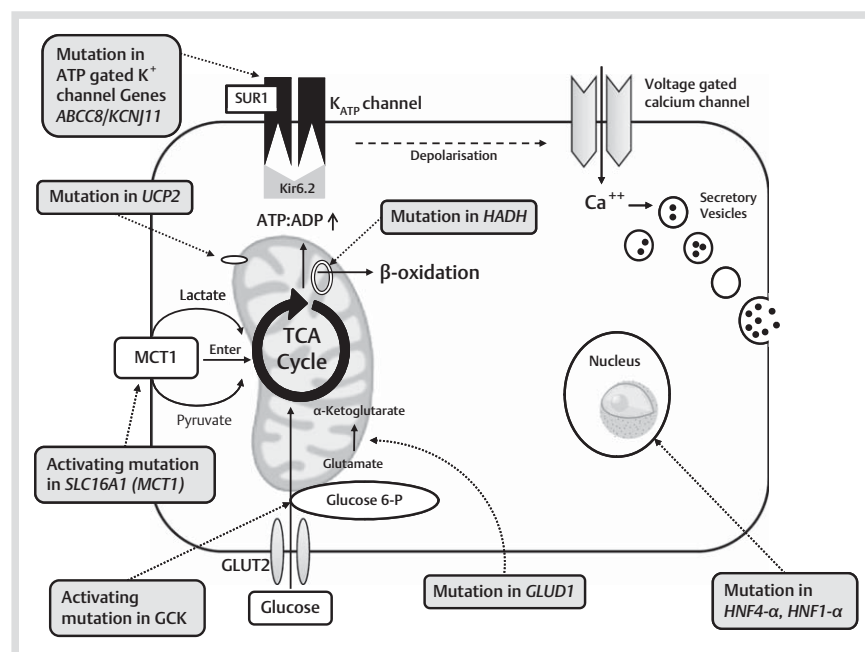 Mutation in
ATP gated K⁺
channel Genes
ABCC8/KCNJ11
SUR1
K_ATP channel
Kir6.2
Depolarisation
Voltage gated
calcium channel
Ca⁺⁺
Secretory
Vesicles
Mutation in UCP2
ATP:ADP ↑
Mutation in HADH
β-oxidation
Lactate
MCT1
Enter
TCA
Cycle
Pyruvate
Nucleus
α-Ketoglutarate
Glutamate
Activating mutation
in SLC16A1 (MCT1)
Glucose 6-P
GLUT2
Glucose
Activating
mutation in GCK
Mutation in GLUD1
Mutation in
HNF4-α, HNF1-α